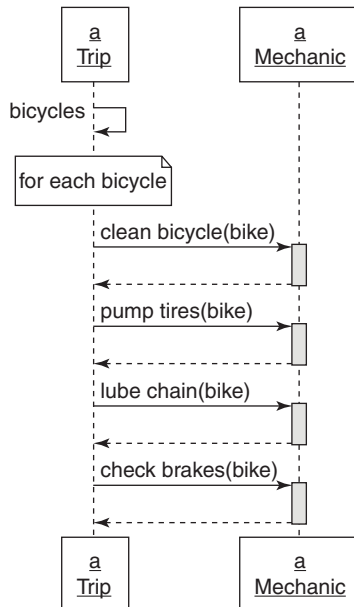 a
Trip
a
Mechanic
bicycles
for each bicycle
clean bicycle(bike)
pump tires(bike)
lube chain(bike)
check brakes(bike)
a
Trip
a
Mechanic